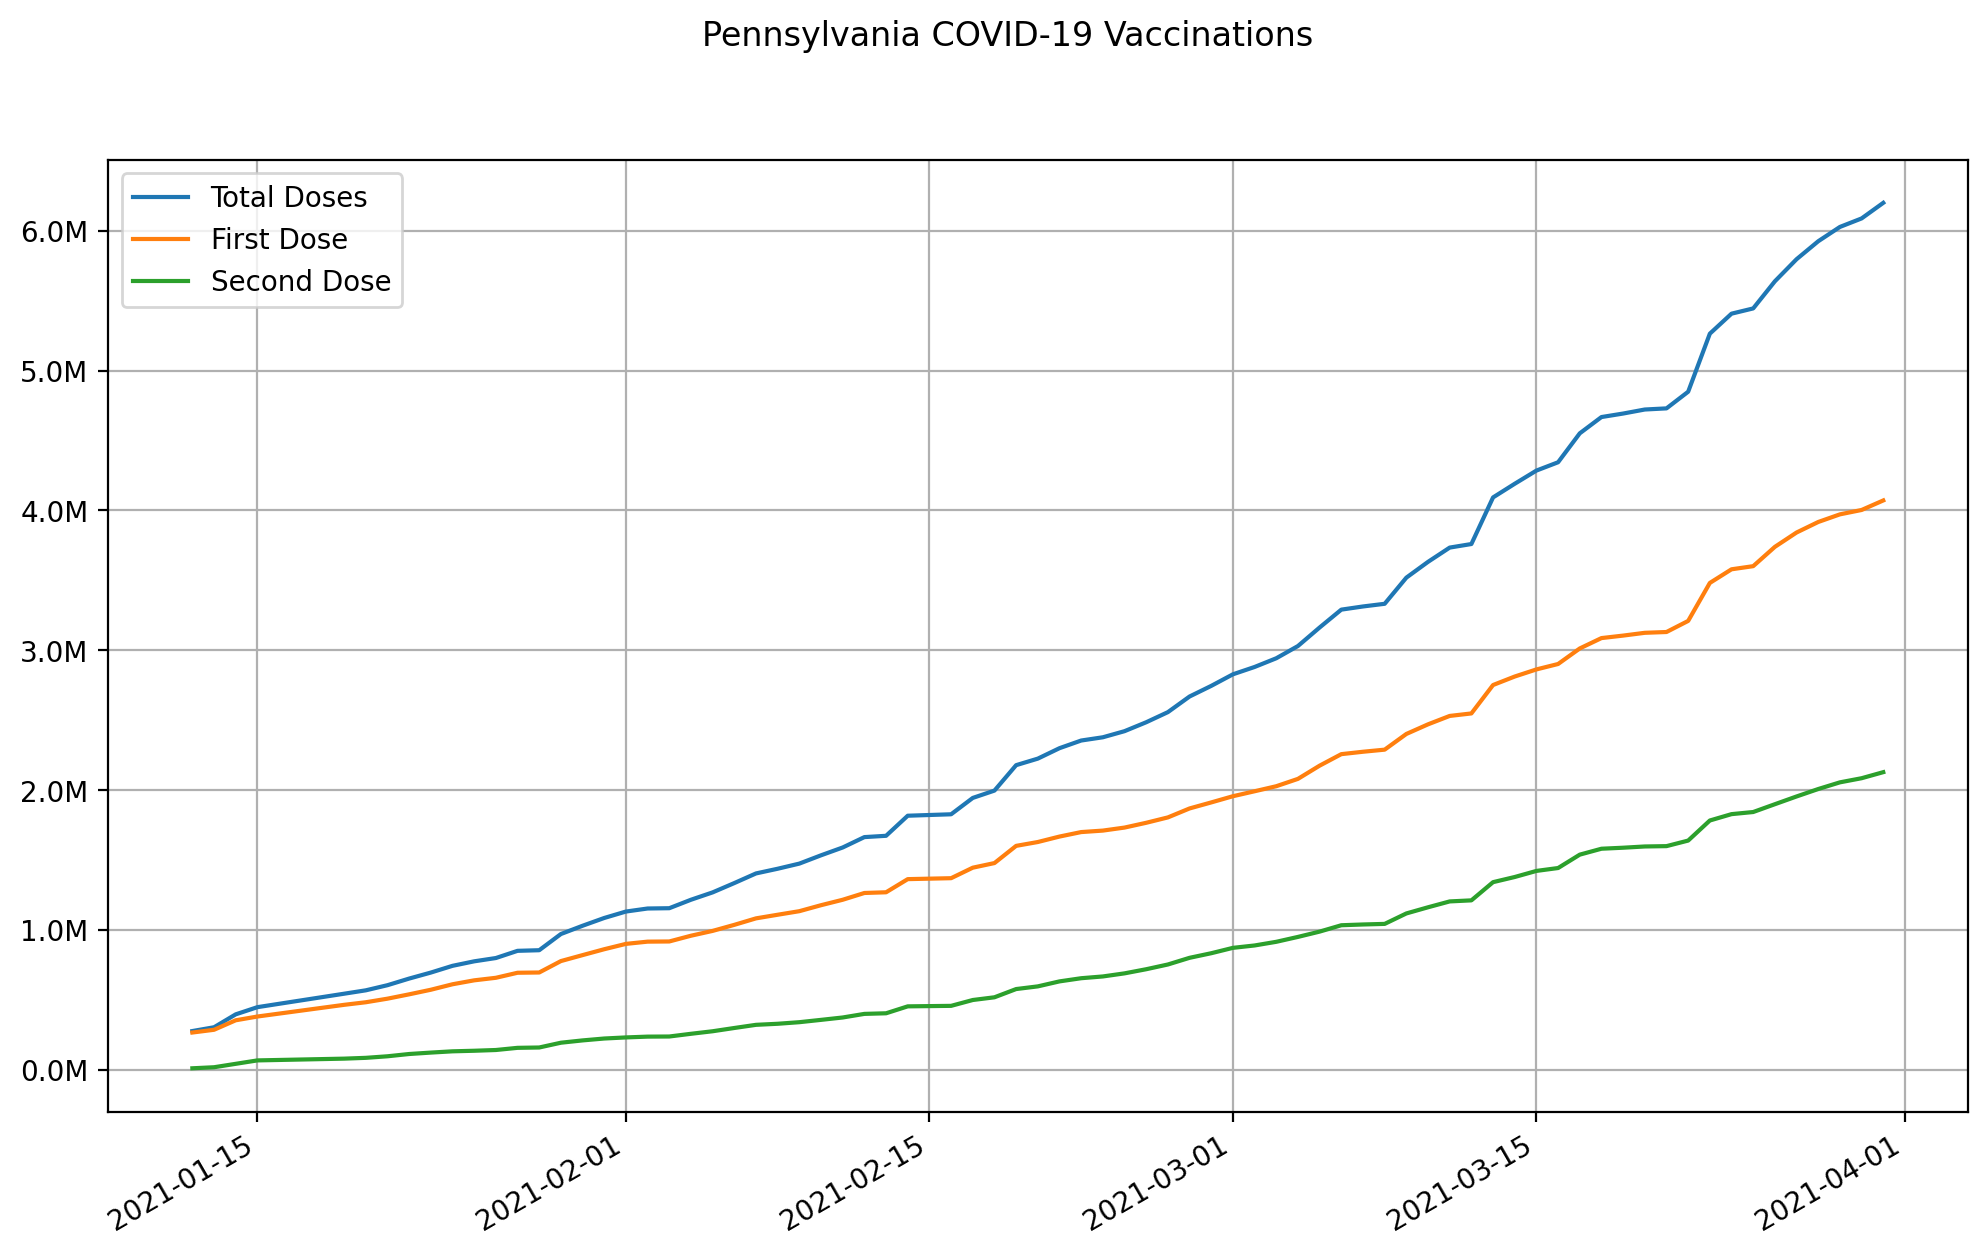 Pennsylvania COVID-19 Vaccinations
Total Doses
First Dose
Second Dose
6.0M
5.0M
4.0M
3.0M
2.0M
1.0M
0.0M
2021-01-15
2021-02-01
2021-02-15
2021-03-01
2021-03-15
2021-04-01